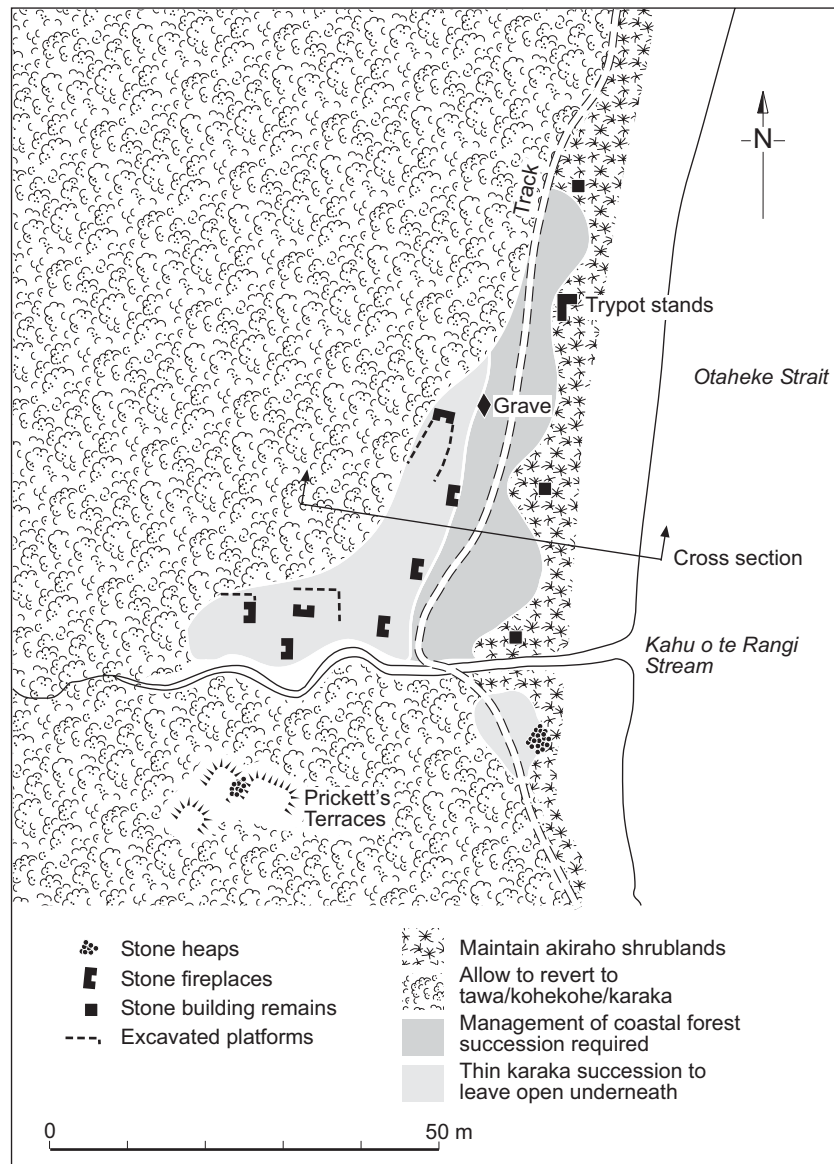 Track
N
Trypot stands
Otaheke Strait
Grave
Cross section
Kahu o te Rangi
Stream
Prickett's
Terraces
Stone heaps
Stone fireplaces
Stone building remains
Excavated platforms
Maintain akiraho shrublands
Allow to revert to
tawa/kohekohe/karaka
Management of coastal forest
succession required
Thin karaka succession to
leave open underneath
0 50 m